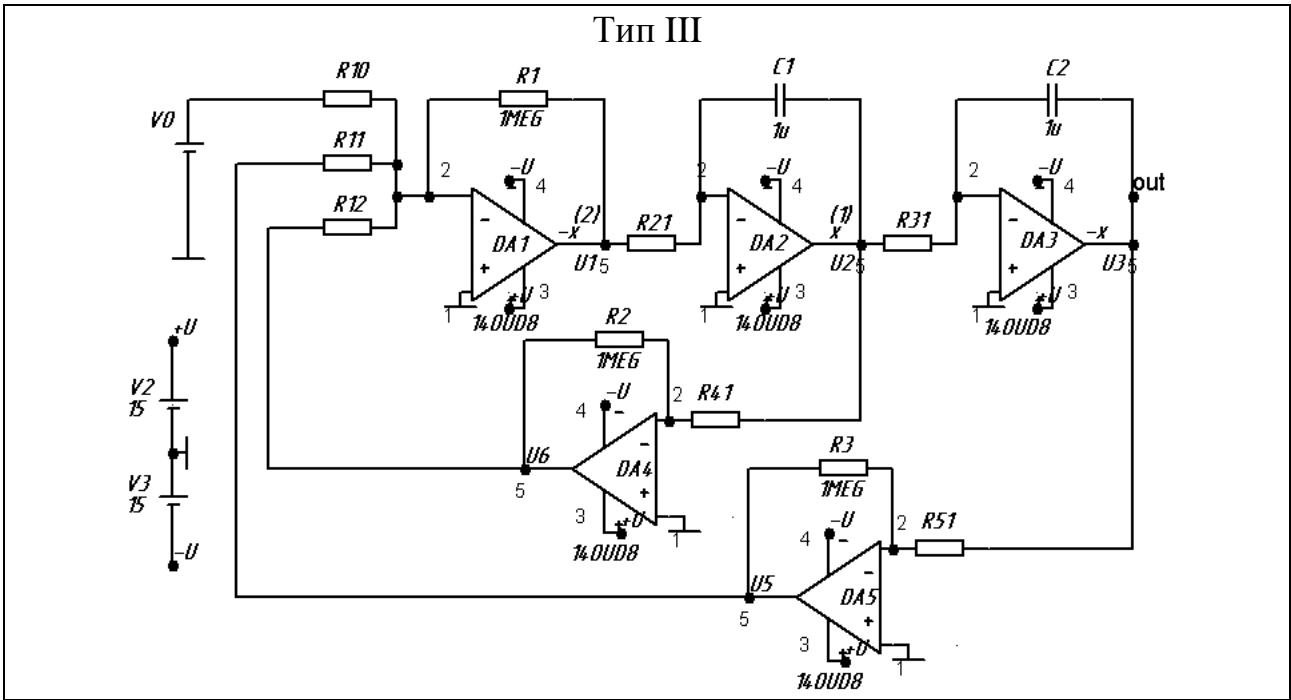 Тип III
R10
R1
C1
C2
V0
1MEG
1u
1u
R11
2
-U
4
2
-U
4
2
-U
4
out
R12
(2)
(1)
-x
R21
x
R31
-x
-
DA1
-
DA2
-
DA3
+
U1
5
+
U2
5
+
U3
5
1
+U
3
1
+U
3
1
+U
3
140UD8
140UD8
140UD8
+U
R2
1MEG
V2
15
-U
-
4
2
R41
U6
-
DA4
R3
V3
15
5
+
1MEG
3
++U
1
-U
-
4
2
R51
-U
140UD8
U5
-
DA5
5
+
3
++U
1
140UD8